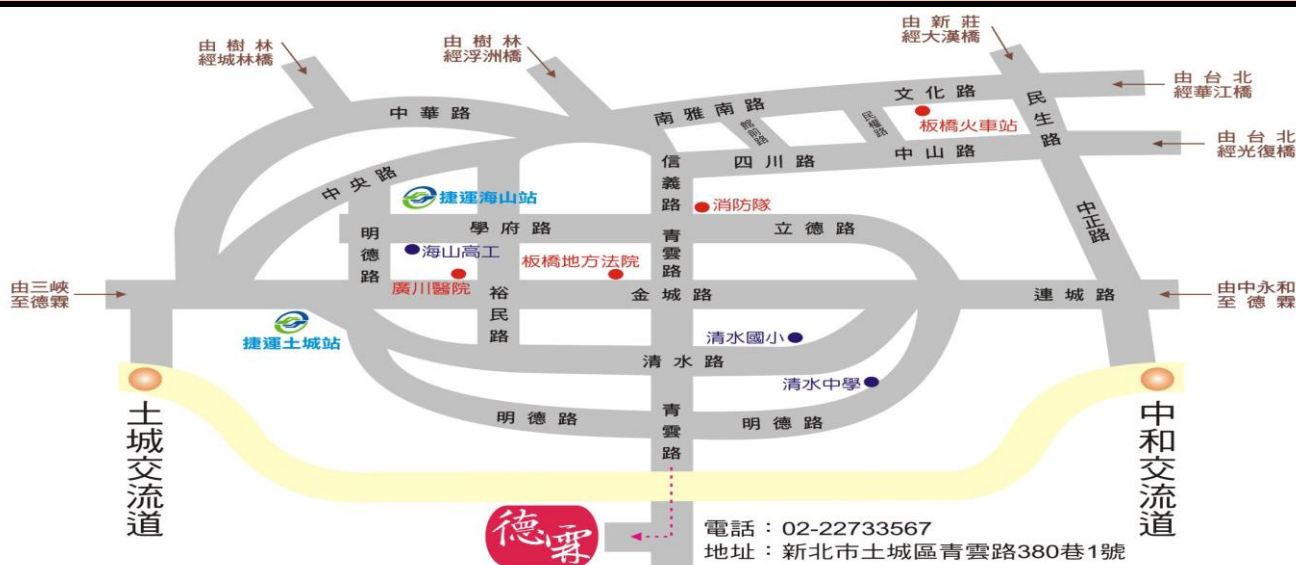 由樹林
經城林橋
由樹林
經浮洲橋
由新莊
經大漢橋
由台北
經華江橋
由台北
經光復橋
中華路
南雅南路
文化路
民生路
館前路
民權路
板橋火車站
信義路
四川路
中山路
中央路
捷運海山站
消防隊
中正路
明德路
學府路
青雲路
立德路
海山高工
板橋地方法院
廣川醫院
由三峽
至德霖
裕民路
金城路
連城路
由中永和
至德霖
捷運土城站
清水國小
清水路
清水中學
明德路
青雲路
明德路
土城交流道
中和交流道
德霖
電話：02-22733567
地址：新北市土城區青雲路380巷1號